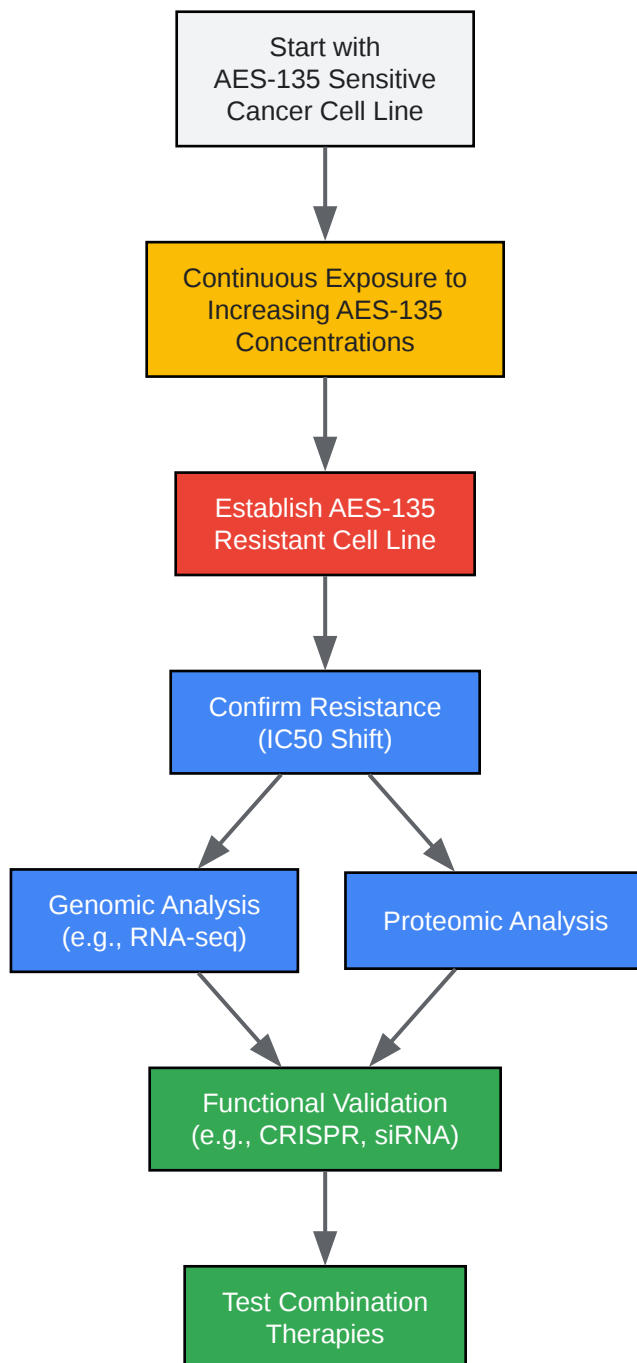 Start with
AES-135 Sensitive
Cancer Cell Line
Continuous Exposure to
Increasing AES-135
Concentrations
Establish AES-135
Resistant Cell Line
Confirm Resistance
(IC50 Shift)
Genomic Analysis
(e.g., RNA-seq)
Proteomic Analysis
Functional Validation
(e.g., CRISPR, siRNA)
Test Combination
Therapies